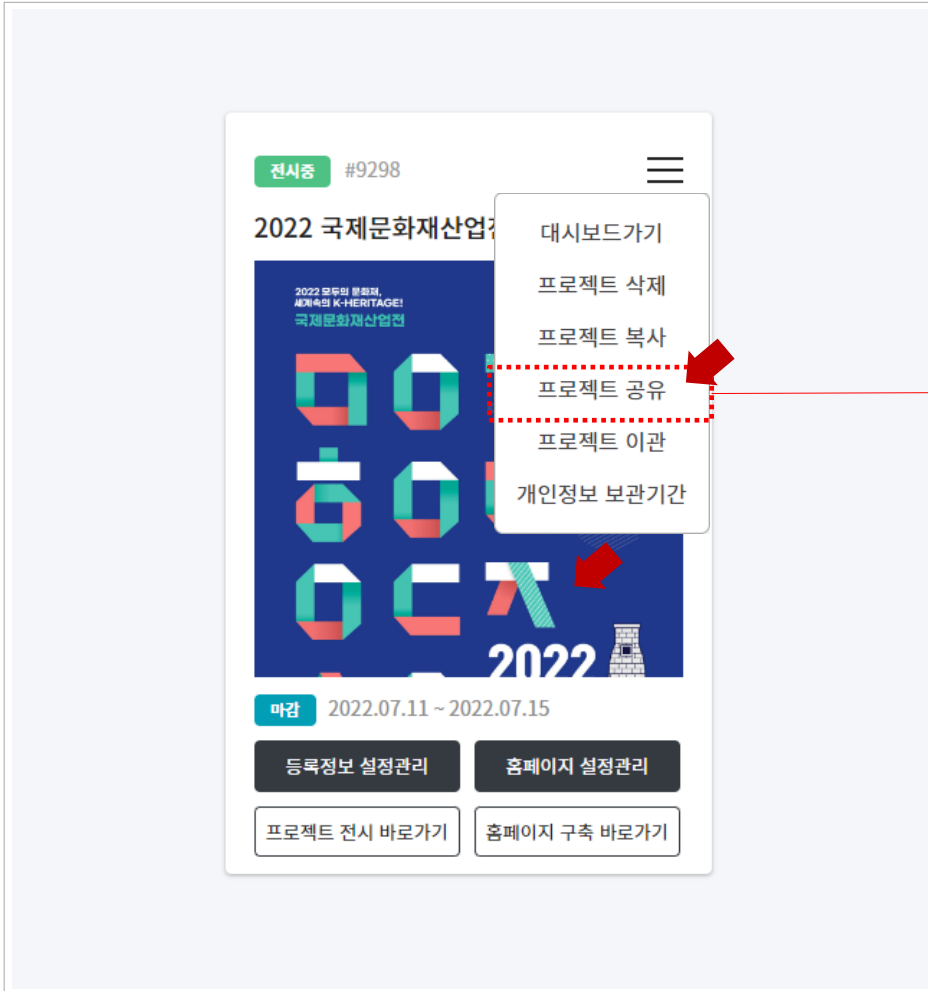 전시중 #9298
2022 국제문화재산업
대시보드가기
프로젝트 삭제
프로젝트 복사
프로젝트 공유
프로젝트 이관
개인정보 보관기간
2022 모두의 문화재,
세계속의 K-HERITAGE!
국제문화재산업전
2022
마감 2022.07.11 ~ 2022.07.15
등록정보 설정관리 홈페이지 설정관리
프로젝트 전시 바로가기 홈페이지 구축 바로가기